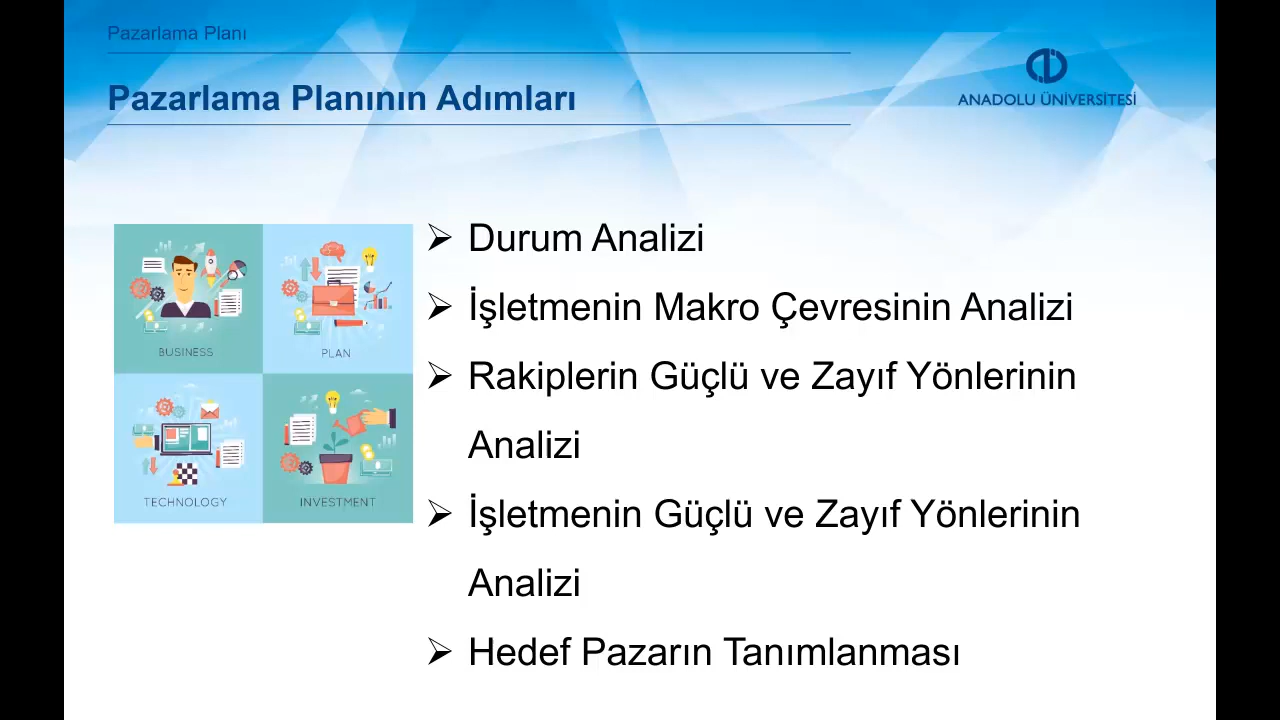 Pazarlama Planı
Pazarlama Planının Adımları
ANADOLU ÜNİVERSİTESİ
BUSINESS
PLAN
TECHNOLOGY
INVESTMENT
➢ Durum Analizi
➢ İşletmenin Makro Çevresinin Analizi
➢ Rakiplerin Güçlü ve Zayıf Yönlerinin
Analizi
➢ İşletmenin Güçlü ve Zayıf Yönlerinin
Analizi
➢ Hedef Pazarın Tanımlanması